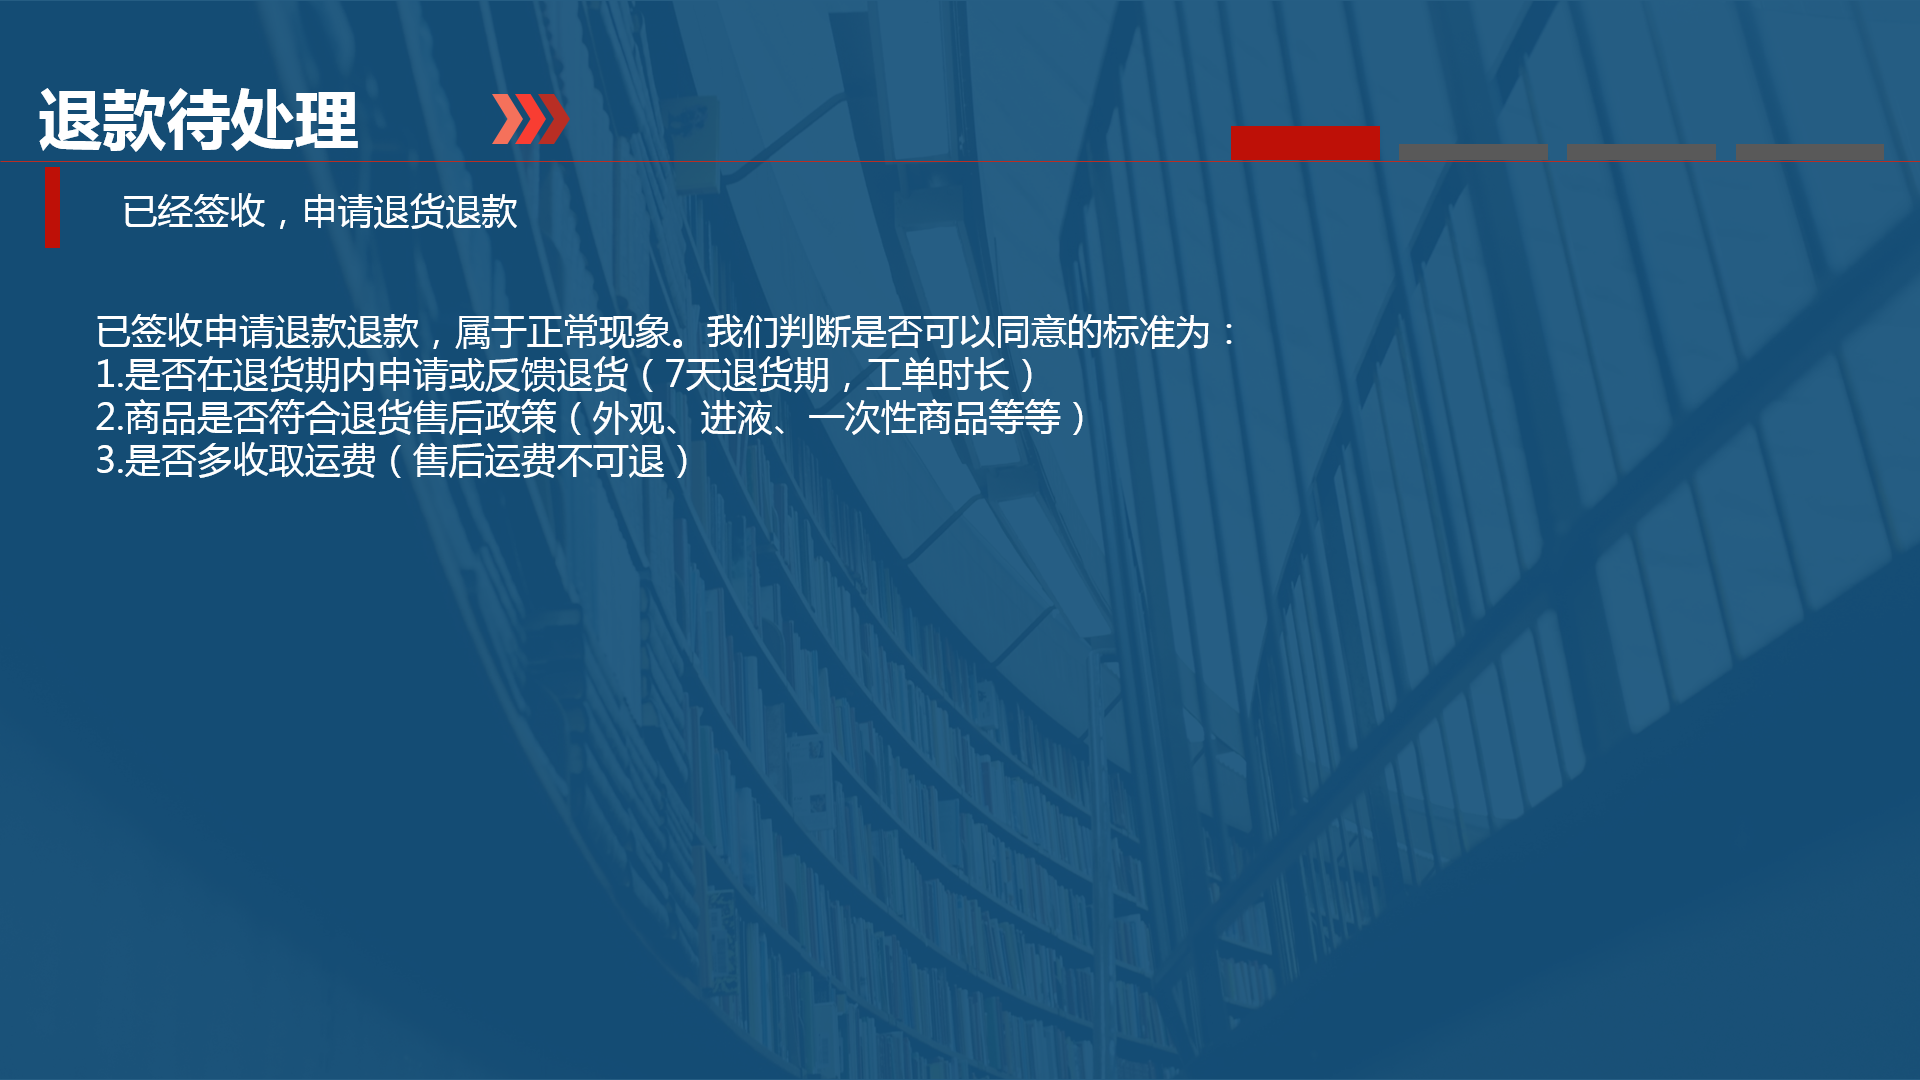 退款待处理
已经签收，申请退货退款
已签收申请退款退款，属于正常现象。我们判断是否可以同意的标准为：
1.是否在退货期内申请或反馈退货（7天退货期，工单时长）
2.商品是否符合退货售后政策（外观、进液、一次性商品等等）
3.是否多收取运费（售后运费不可退）